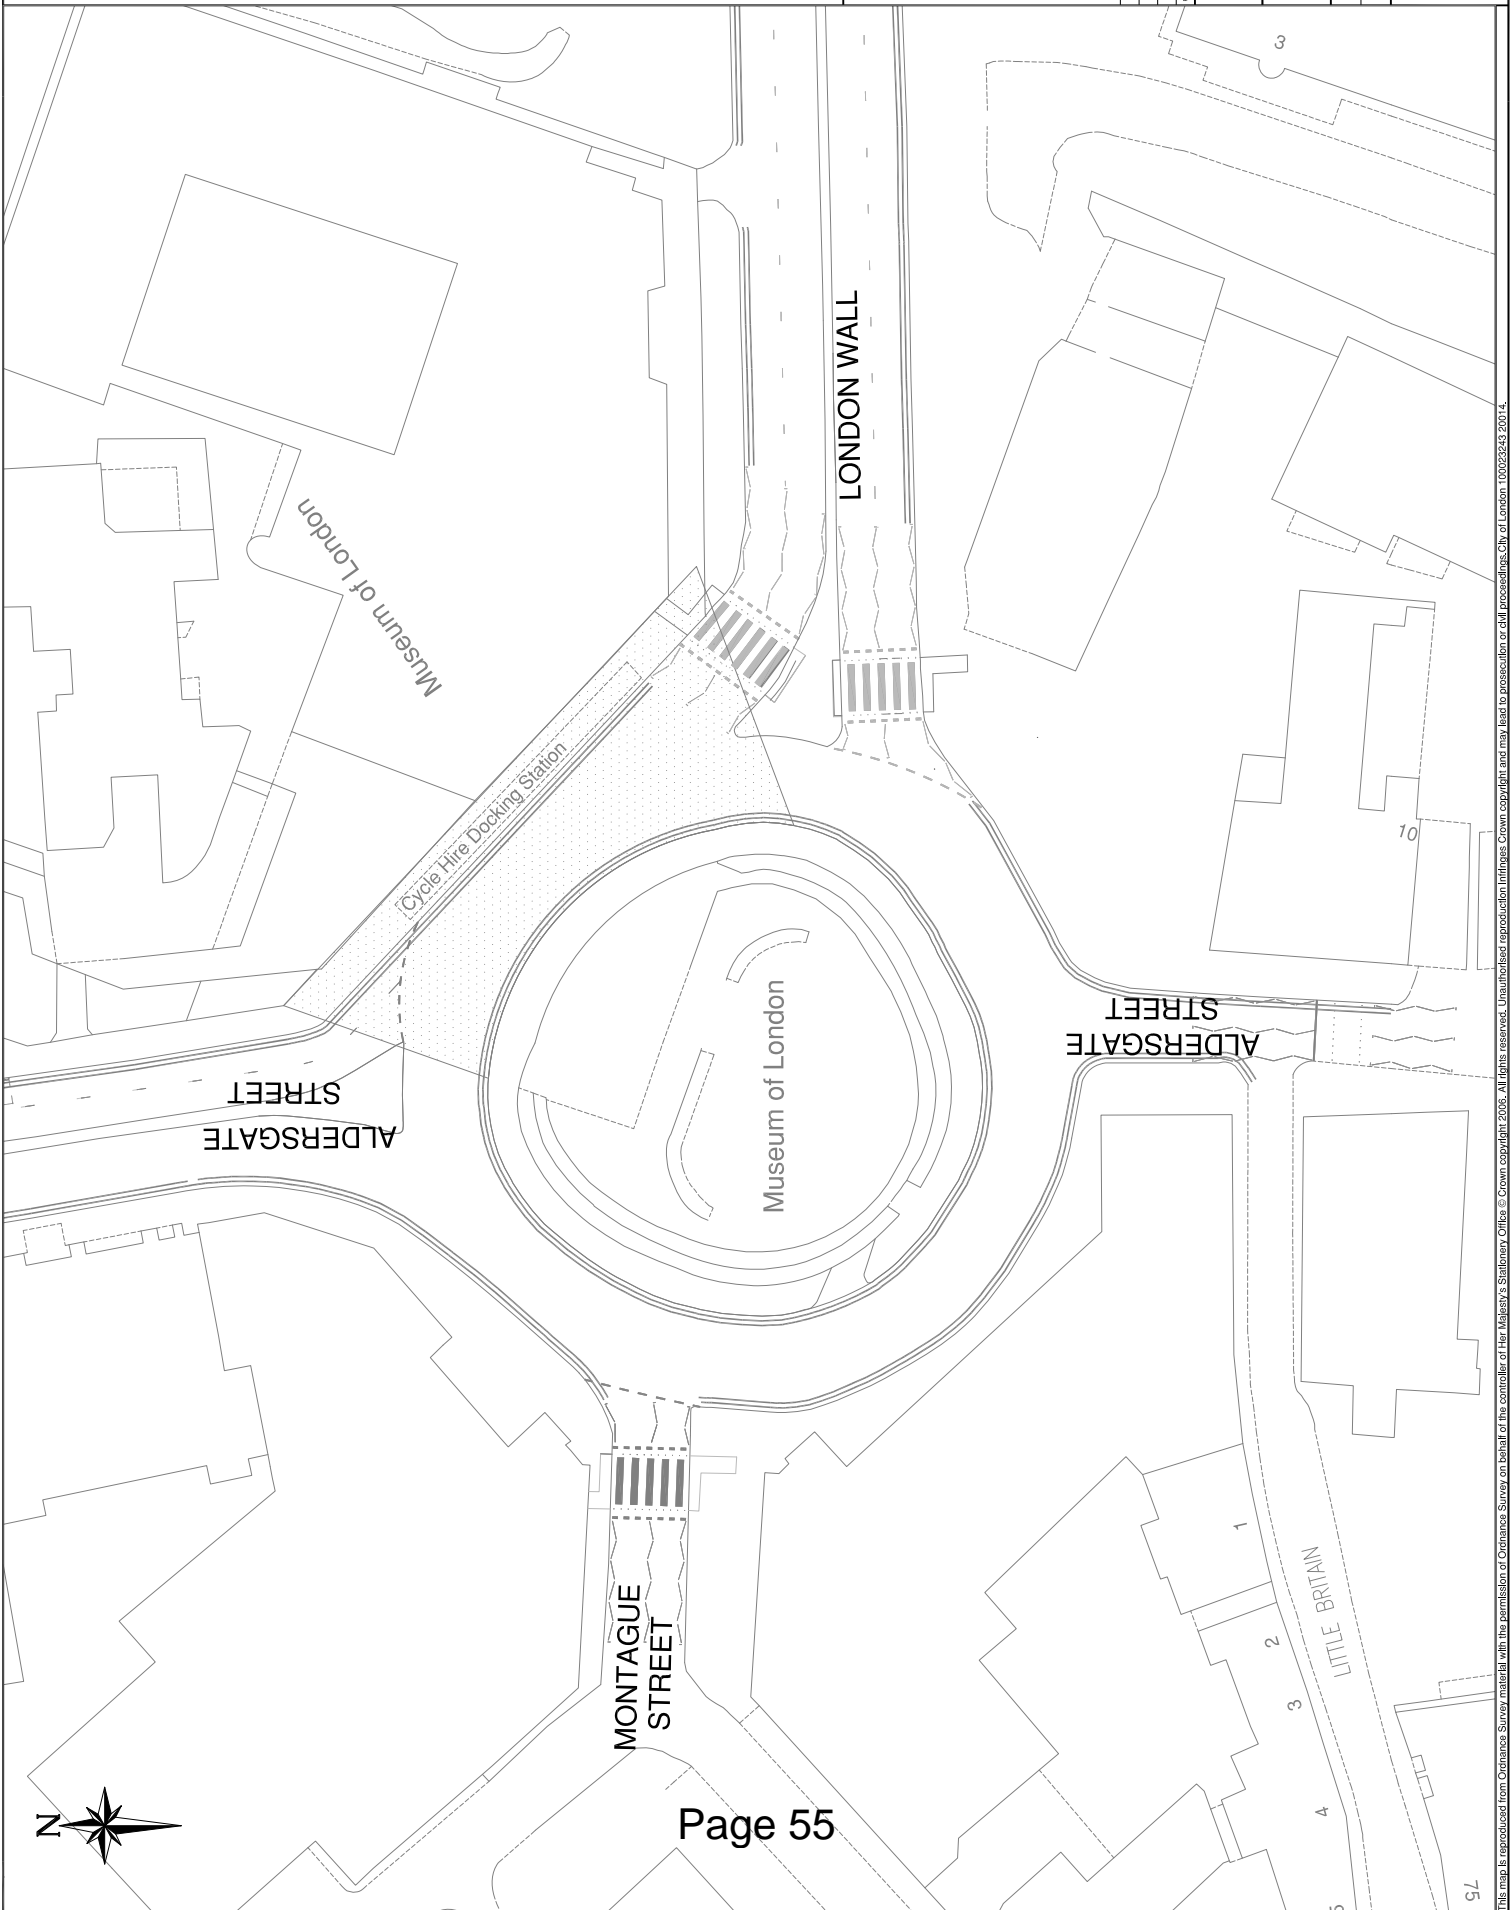 3
LONDON WALL
Museum of London
Cycle Hire Docking Station
10
ALDERSGATE
STREET
ALDERSGATE
STREET
Museum of London
MONTAGUE
STREET
LITTLE BRITAIN
1
2
3
4
75
N
Page 55
This map is reproduced from Ordnance Survey material with the permission of Ordnance Survey on behalf of the controller of Her Majesty's Stationery Office © Crown copyright 2006. All rights reserved. Unauthorised reproduction infringes Crown copyright and may lead to prosecution or civil proceedings.City of London 100023243 20014.